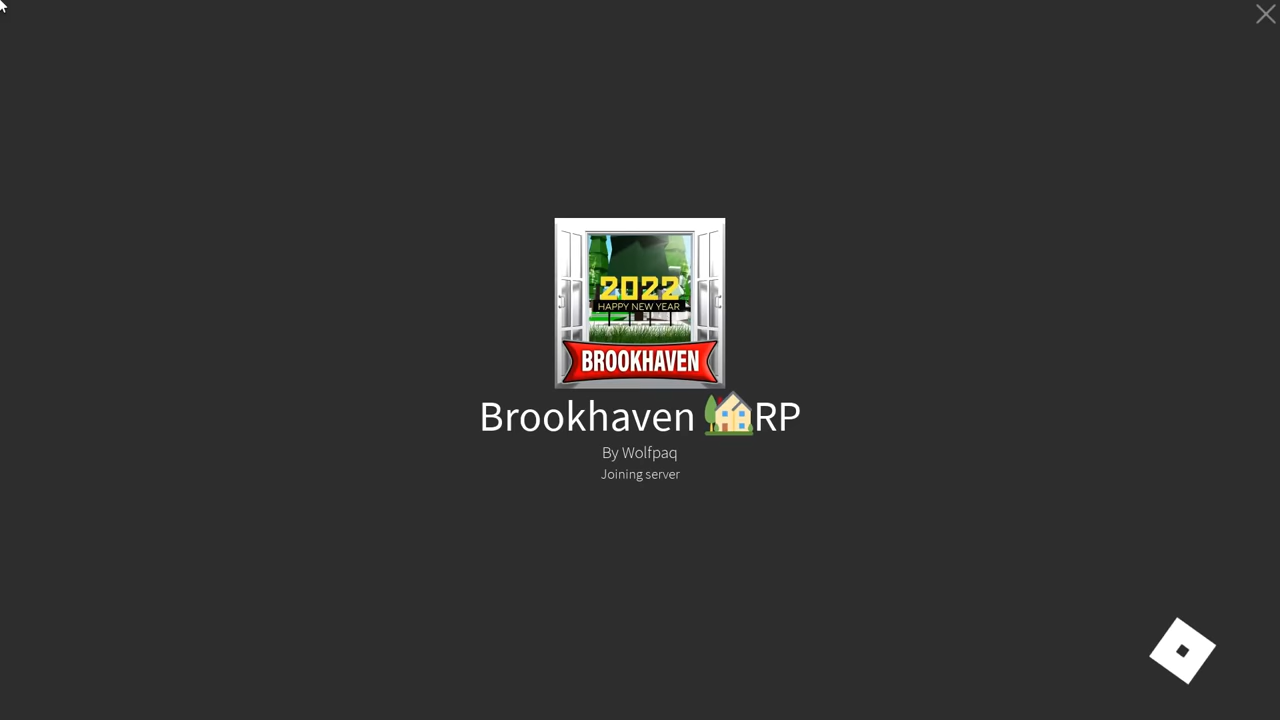 2022
HAPPY NEW YEAR
BROOKHAVEN
Brookhaven 🏡RP
By Wolfpaq
Joining server